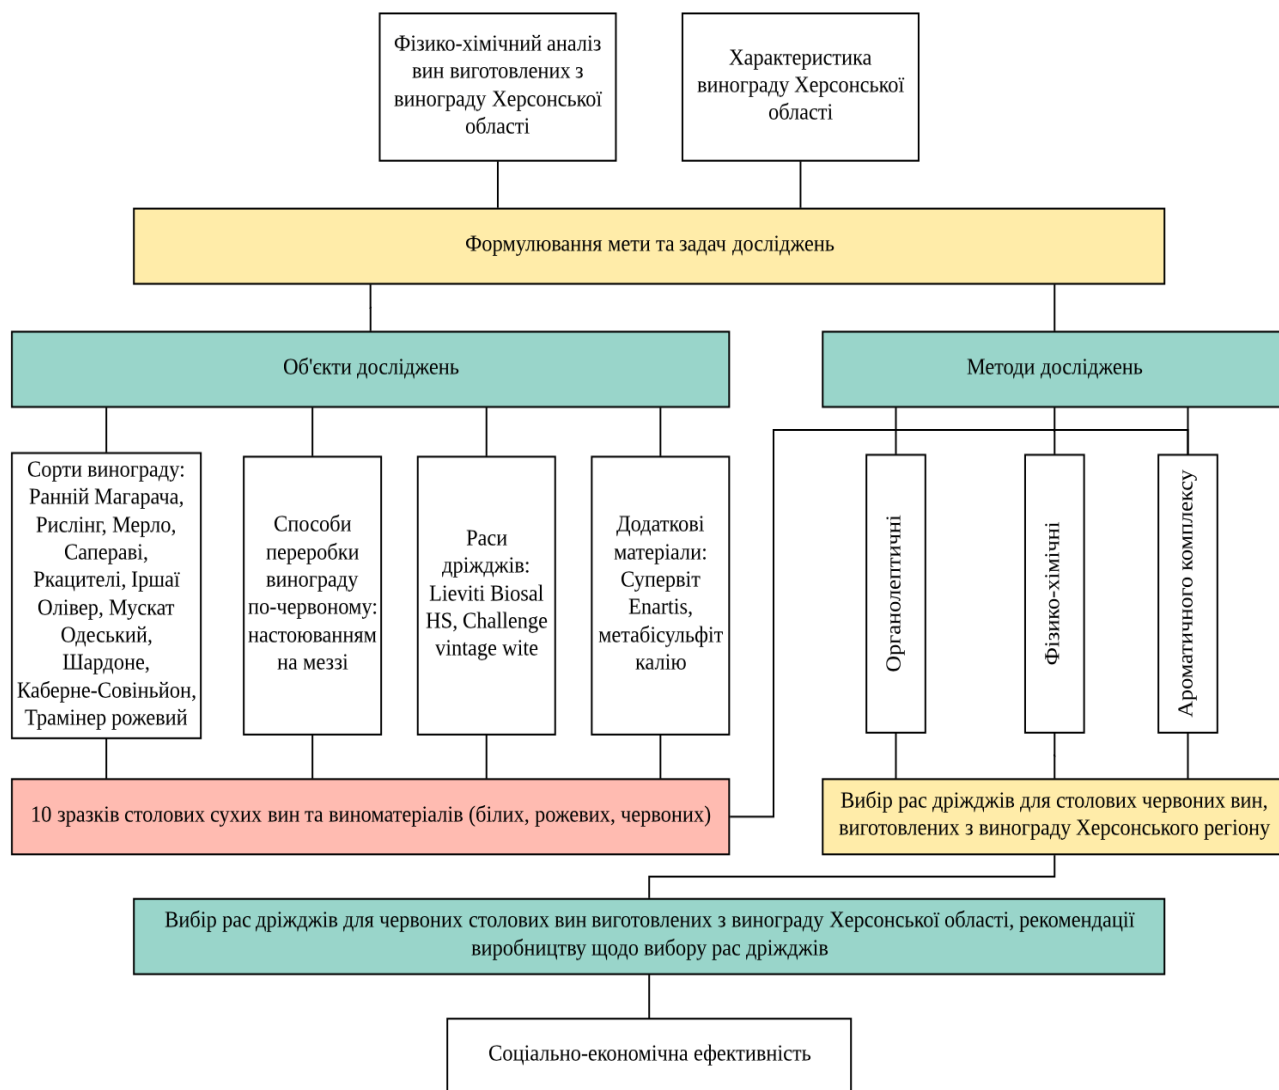 Фізико-хімічний аналіз
вин виготовлених з
винограду Херсонської
області
Характеристика
винограду Херсонської
області
Формулювання мети та задач досліджень
Об'єкти досліджень
Методи досліджень
Сорти винограду:
Ранній Магарача,
Рислінг, Мерло,
Сапераві,
Ркацителі, Іршаї
Олівер, Мускат
Одеський,
Шардоне,
Каберне-Совіньйон,
Трамінер рожевий
Способи
переробки
винограду
по-червоному:
настоюванням
на меззі
Раси
дріжджів:
Lieviti Biosal
HS, Challenge
vintage wite
Додаткові
матеріали:
Супервіт
Enartis,
метабісульфіт
калію
Органолептичні
Фізико-хімічні
Ароматичного комплексу
10 зразків столових сухих вин та виноматеріалів (білих, рожевих, червоних)
Вибір рас дріжджів для столових червоних вин,
виготовлених з винограду Херсонського регіону
Вибір рас дріжджів для червоних столових вин виготовлених з винограду Херсонської області, рекомендації
виробництву щодо вибору рас дріжджів
Соціально-економічна ефективність